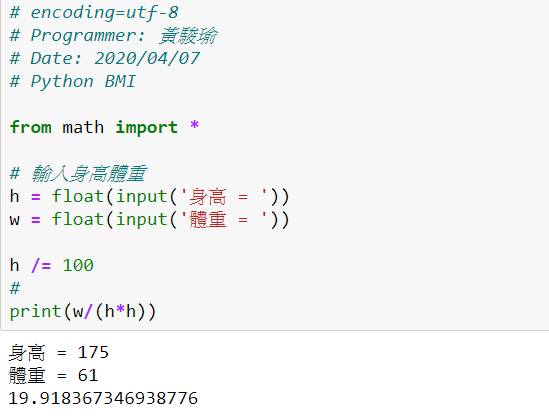 # encoding=utf-8
# Programmer: 黃駿瑜
# Date: 2020/04/07
# Python BMI
from math import *
# 輸入身高體重
h = float(input('身高 = '))
w = float(input('體重 = '))
h /= 100
#
print(w/(h*h))
身高 = 175
體重 = 61
19.918367346938776